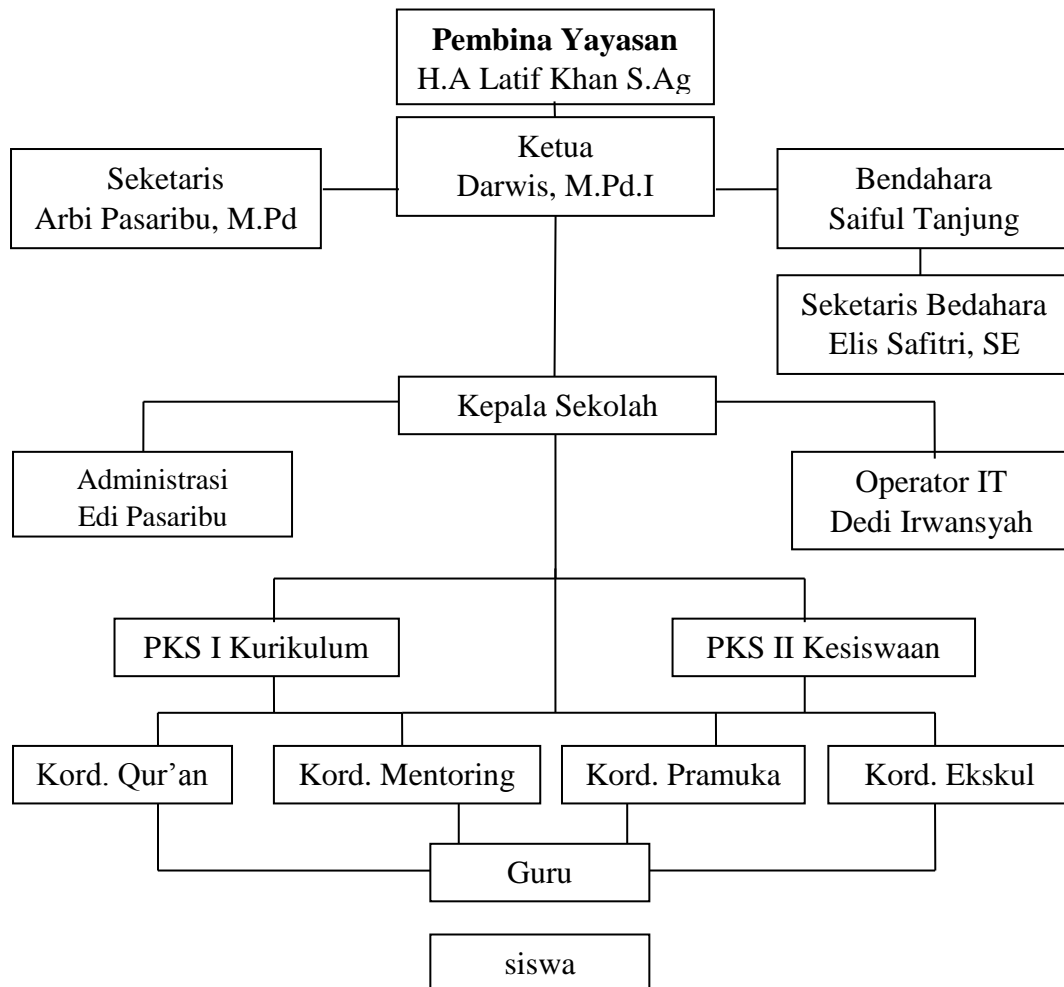 Pembina Yayasan
H.A Latif Khan S.Ag
Ketua
Darwis, M.Pd.I
Seketaris
Arbi Pasaribu, M.Pd
Bendahara
Saiful Tanjung
Seketaris Bedahara
Elis Safitri, SE
Kepala Sekolah
Administrasi
Edi Pasaribu
Operator IT
Dedi Irwansyah
PKS I Kurikulum
PKS II Kesiswaan
Kord. Qur’an
Kord. Mentoring
Kord. Pramuka
Kord. Ekskul
Guru
siswa